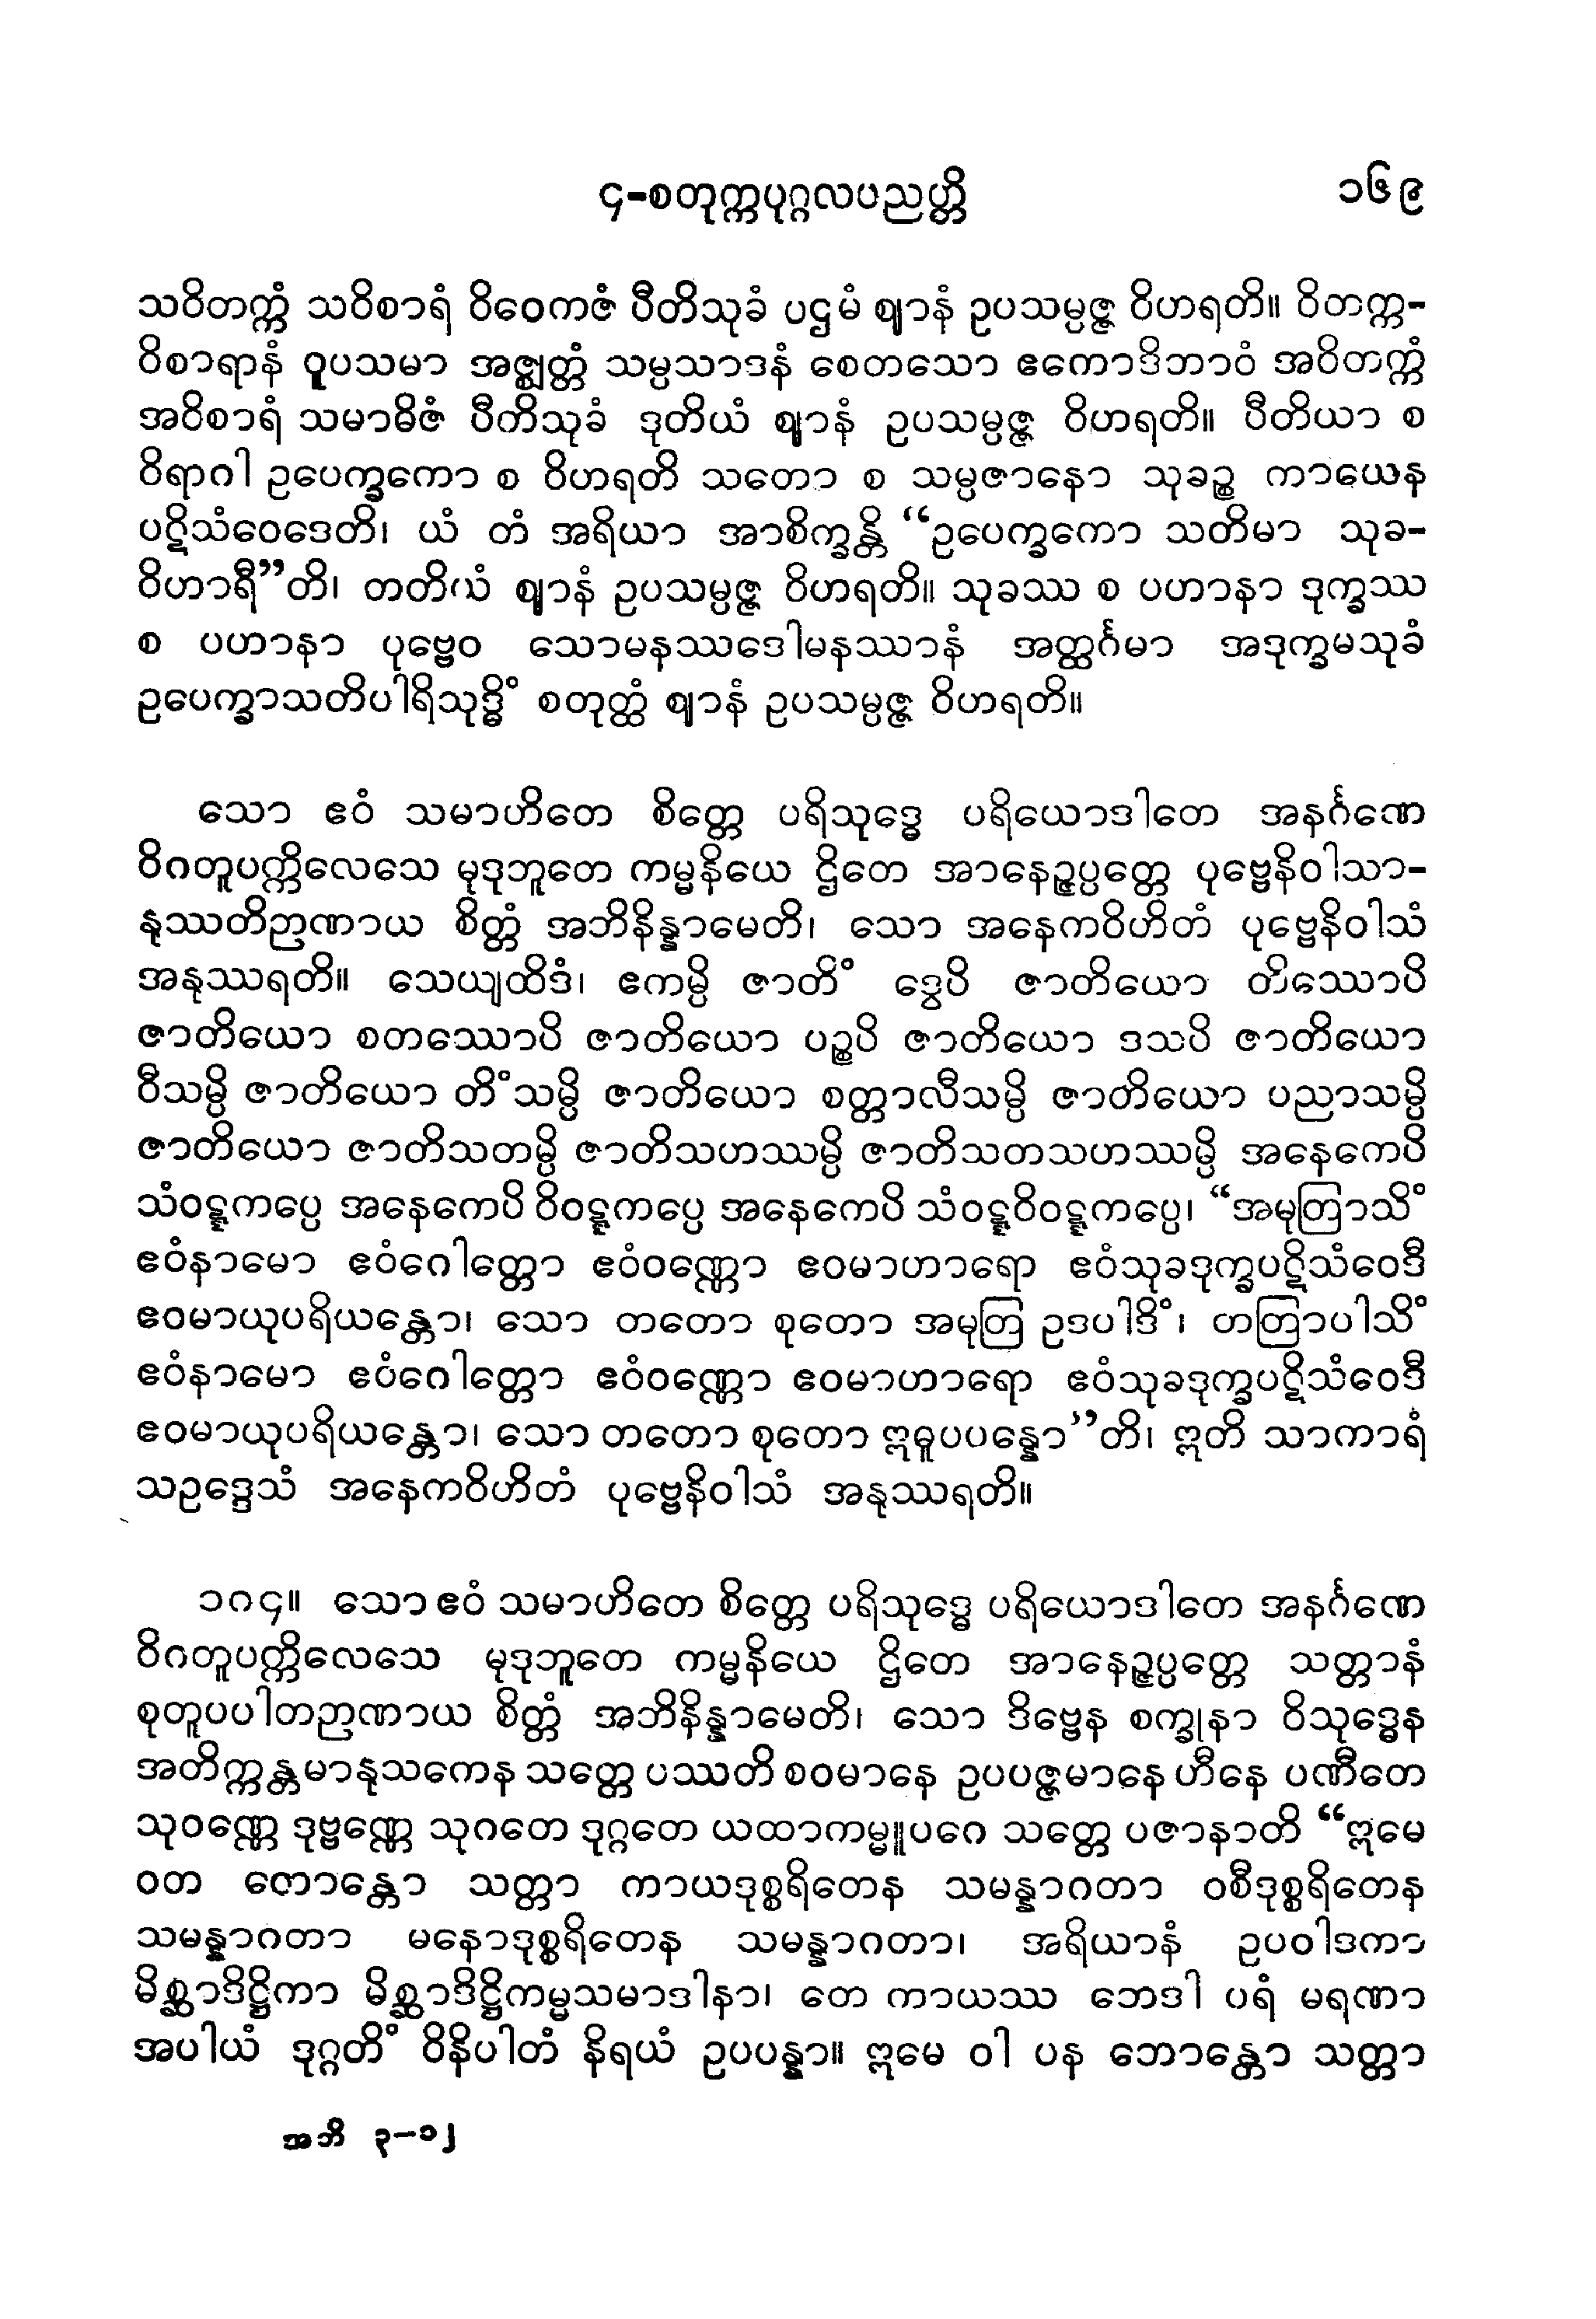 ၄-စတုက္ကပုဂ္ဂလပညတ္တိ ၁၆၉
သဝိတက္ကံ သဝိစာရံ ဝိဝေကဇံ ပီတိသုခံ ပဌမံ ဈာနံ ဥပသမ္ပဇ္ဇ ဝိဟရတိ။ ဝိတက္က-
ဝိစာရာနံ ဝူပသမာ အဇ္ဈတ္တံ သမ္ပသာဒနံ စေတသော ဧကောဒိဘာဝံ အဝိတက္ကံ
အဝိစာရံ သမာဓိဇံ ပီတိသုခံ ဒုတိယံ ဈာနံ ဥပသမ္ပဇ္ဇ ဝိဟရတိ။ ပီတိယာ စ
ဝိရာဂါ ဥပေက္ခကော စ ဝိဟရတိ သတော စ သမ္ပဇာနော သုခဉ္စ ကာယေန
ပဋိသံဝေဒေတိ၊ ယံ တံ အရိယာ အာစိက္ခန္တိ “ဥပေက္ခကော သတိမာ သုခ-
ဝိဟာရီ”တိ၊ တတိယံ ဈာနံ ဥပသမ္ပဇ္ဇ ဝိဟရတိ။ သုခဿ စ ပဟာနာ ဒုက္ခဿ
စ ပဟာနာ ပုဗ္ဗေဝ သောမနဿဒေါမနဿာနံ အတ္ထင်္ဂမာ အဒုက္ခမသုခံ
ဥပေက္ခာသတိပါရိသုဒ္ဓိံ စတုတ္ထံ ဈာနံ ဥပသမ္ပဇ္ဇ ဝိဟရတိ။
သော ဧဝံ သမာဟိတေ စိတ္တေ ပရိသုဒ္ဓေ ပရိယောဒါတေ အနင်္ဂဏေ
ဝိဂတူပက္ကိလေသေ မုဒုဘူတေ ကမ္မနိယေ ဌိတေ အာနေဉ္ဇပ္ပတ္တေ ပုဗ္ဗေနိဝါသာ-
နုဿတိဉာဏာယ စိတ္တံ အဘိနိန္နာမေတိ၊ သော အနေကဝိဟိတံ ပုဗ္ဗေနိဝါသံ
အနုဿရတိ။ သေယျထိဒံ၊ ဧကမ္ပိ ဇာတိံ ဒွေပိ ဇာတိယော တိဿောပိ
ဇာတိယော စတဿောပိ ဇာတိယော ပဉ္စပိ ဇာတိယော ဒသပိ ဇာတိယော
ဝီသမ္ပိ ဇာတိယော တိံသမ္ပိ ဇာတိယော စတ္တာလီသမ္ပိ ဇာတိယော ပညာသမ္ပိ
ဇာတိယော ဇာတိသတမ္ပိ ဇာတိသဟဿမ္ပိ ဇာတိသတသဟဿမ္ပိ အနေကေပိ
သံဝဋ္ဋကပ္ပေ အနေကေပိ ဝိဝဋ္ဋကပ္ပေ အနေကေပိ သံဝဋ္ဋဝိဝဋ္ဋကပ္ပေ၊ “အမုတြာသိံ
ဧဝံနာမော ဧဝံဂေါတ္တော ဧဝံဝဏ္ဏော ဧဝမာဟာရော ဧဝံသုခဒုက္ခပဋိသံဝေဒီ
ဧဝမာယုပရိယန္တော၊ သော တတော စုတော အမုတြ ဥဒပါဒိံ၊ တတြာပါသိံ
ဧဝံနာမော ဧဝံဂေါတ္တော ဧဝံဝဏ္ဏော ဧဝမာဟာရော ဧဝံသုခဒုက္ခပဋိသံဝေဒီ
ဧဝမာယုပရိယန္တော၊ သော တတော စုတော ဣဓူပပန္နော”တိ၊ ဣတိ သာကာရံ
သဥဒ္ဒေသံ အနေကဝိဟိတံ ပုဗ္ဗေနိဝါသံ အနုဿရတိ။
၁၇၄။ သော ဧဝံ သမာဟိတေ စိတ္တေ ပရိသုဒ္ဓေ ပရိယောဒါတေ အနင်္ဂဏေ
ဝိဂတူပက္ကိလေသေ မုဒုဘူတေ ကမ္မနိယေ ဌိတေ အာနေဉ္ဇပ္ပတ္တေ သတ္တာနံ
စုတူပပါတဉာဏာယ စိတ္တံ အဘိနိန္နာမေတိ၊ သော ဒိဗ္ဗေန စက္ခုနာ ဝိသုဒ္ဓေန
အတိက္ကန္တမာနုသကေန သတ္တေ ပဿတိ စဝမာနေ ဥပပဇ္ဇမာနေ ဟီနေ ပဏီတေ
သုဝဏ္ဏေ ဒုဗ္ဗဏ္ဏေ သုဂတေ ဒုဂ္ဂတေ ယထာကမ္မူပဂေ သတ္တေ ပဇာနာတိ “ဣမေ
ဝတ ဘောန္တော သတ္တာ ကာယဒုစ္စရိတေန သမန္နာဂတာ ဝစီဒုစ္စရိတေန
သမန္နာဂတာ မနောဒုစ္စရိတေန သမန္နာဂတာ၊ အရိယာနံ ဥပဝါဒကာ
မိစ္ဆာဒိဋ္ဌိကာ မိစ္ဆာဒိဋ္ဌိကမ္မသမာဒါနာ၊ တေ ကာယဿ ဘေဒါ ပရံ မရဏာ
အပါယံ ဒုဂ္ဂတိံ ဝိနိပါတံ နိရယံ ဥပပန္နာ။ ဣမေ ဝါ ပန ဘောန္တော သတ္တာ
အဘိ ၃-၁၂